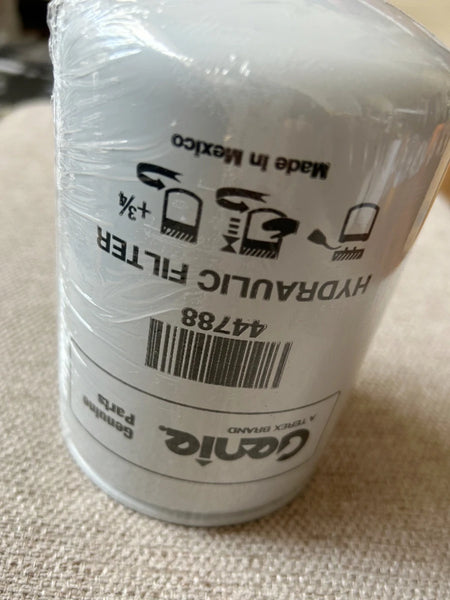 Genie
A TEREX BRAND
Genuine
Parts
44788
HYDRAULIC FILTER
+3/4
Made In Mexico